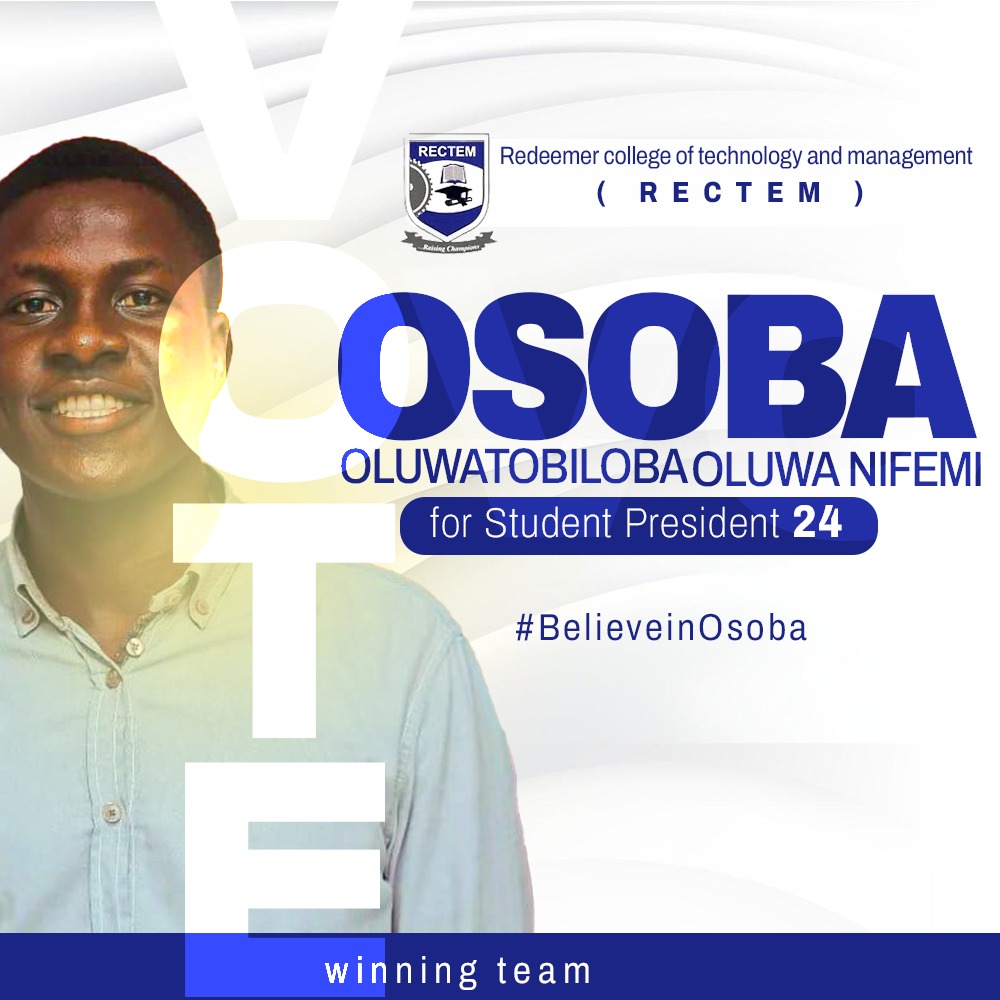 VOTE
RECTEM
Raising Champions
Redeemer college of technology and management
( RECTEM )
OSOBA
OLUWATOBILOBA OLUWA NIFEMI
for Student President 24
#BelieveinOsoba
winning team